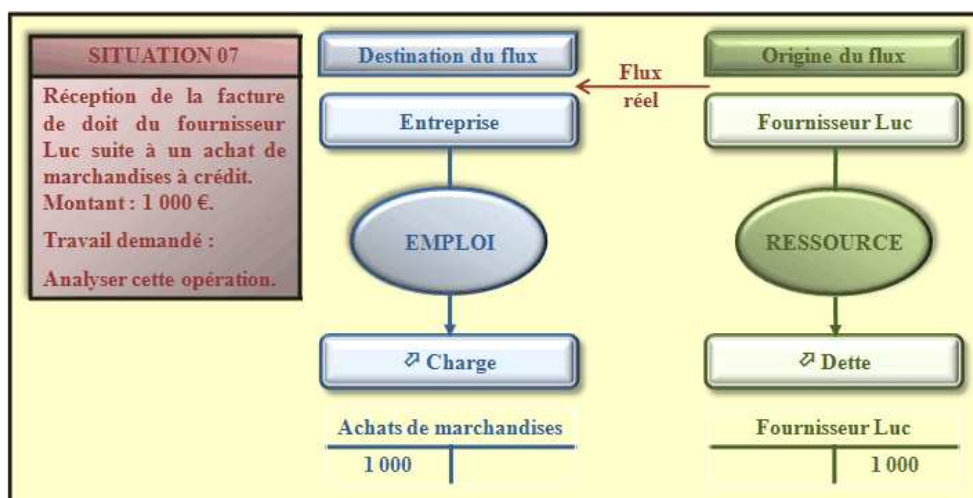 SITUATION 07
Réception de la facture
de doit du fournisseur
Luc suite à un achat de
marchandises à crédit.
Montant : 1 000 €.
Travail demandé :
Analyser cette opération.
Destination du flux
Origine du flux
Flux
réel
Entreprise
Fournisseur Luc
EMPLOI
RESSOURCE
⬀ Charge
⬀ Dette
Achats de marchandises
Fournisseur Luc
1 000
1 000